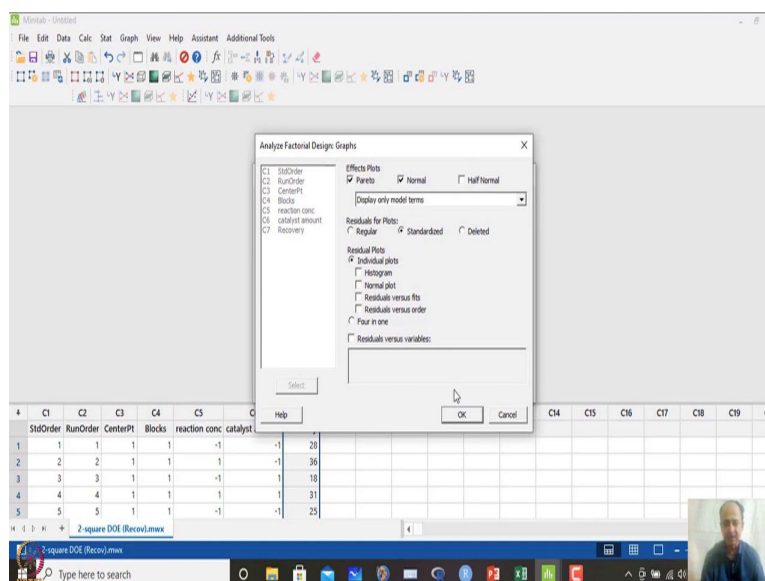 Minitab - Untitled
File Edit Data Calc Stat Graph View Help Assistant Additional Tools
Analyze Factorial Design: Graphs X
C1 StdOrder
C2 RunOrder
C3 CenterPt
C4 Blocks
C5 reaction conc
C6 catalyst amount
C7 Recovery
Effects Plots
Pareto Normal Half Normal
Display only model terms
Residuals for Plots:
Regular Standardized Deleted
Residual Plots
Individual plots
Histogram
Normal plot
Residuals versus fits
Residuals versus order
Four in one
Residuals versus variables:
Select
Help OK Cancel
C1 C2 C3 C4 C5 C14 C15 C16 C17 C18 C19
StdOrder RunOrder CenterPt Blocks reaction conc catalyst
1 1 1 1 1 -1 -1 28
2 2 2 1 1 1 -1 36
3 3 3 1 1 -1 1 18
4 4 4 1 1 1 1 31
5 5 5 1 1 -1 -1 25
2-square DOE (Recov).mwx
2-square DOE (Recov).mwx
Type here to search